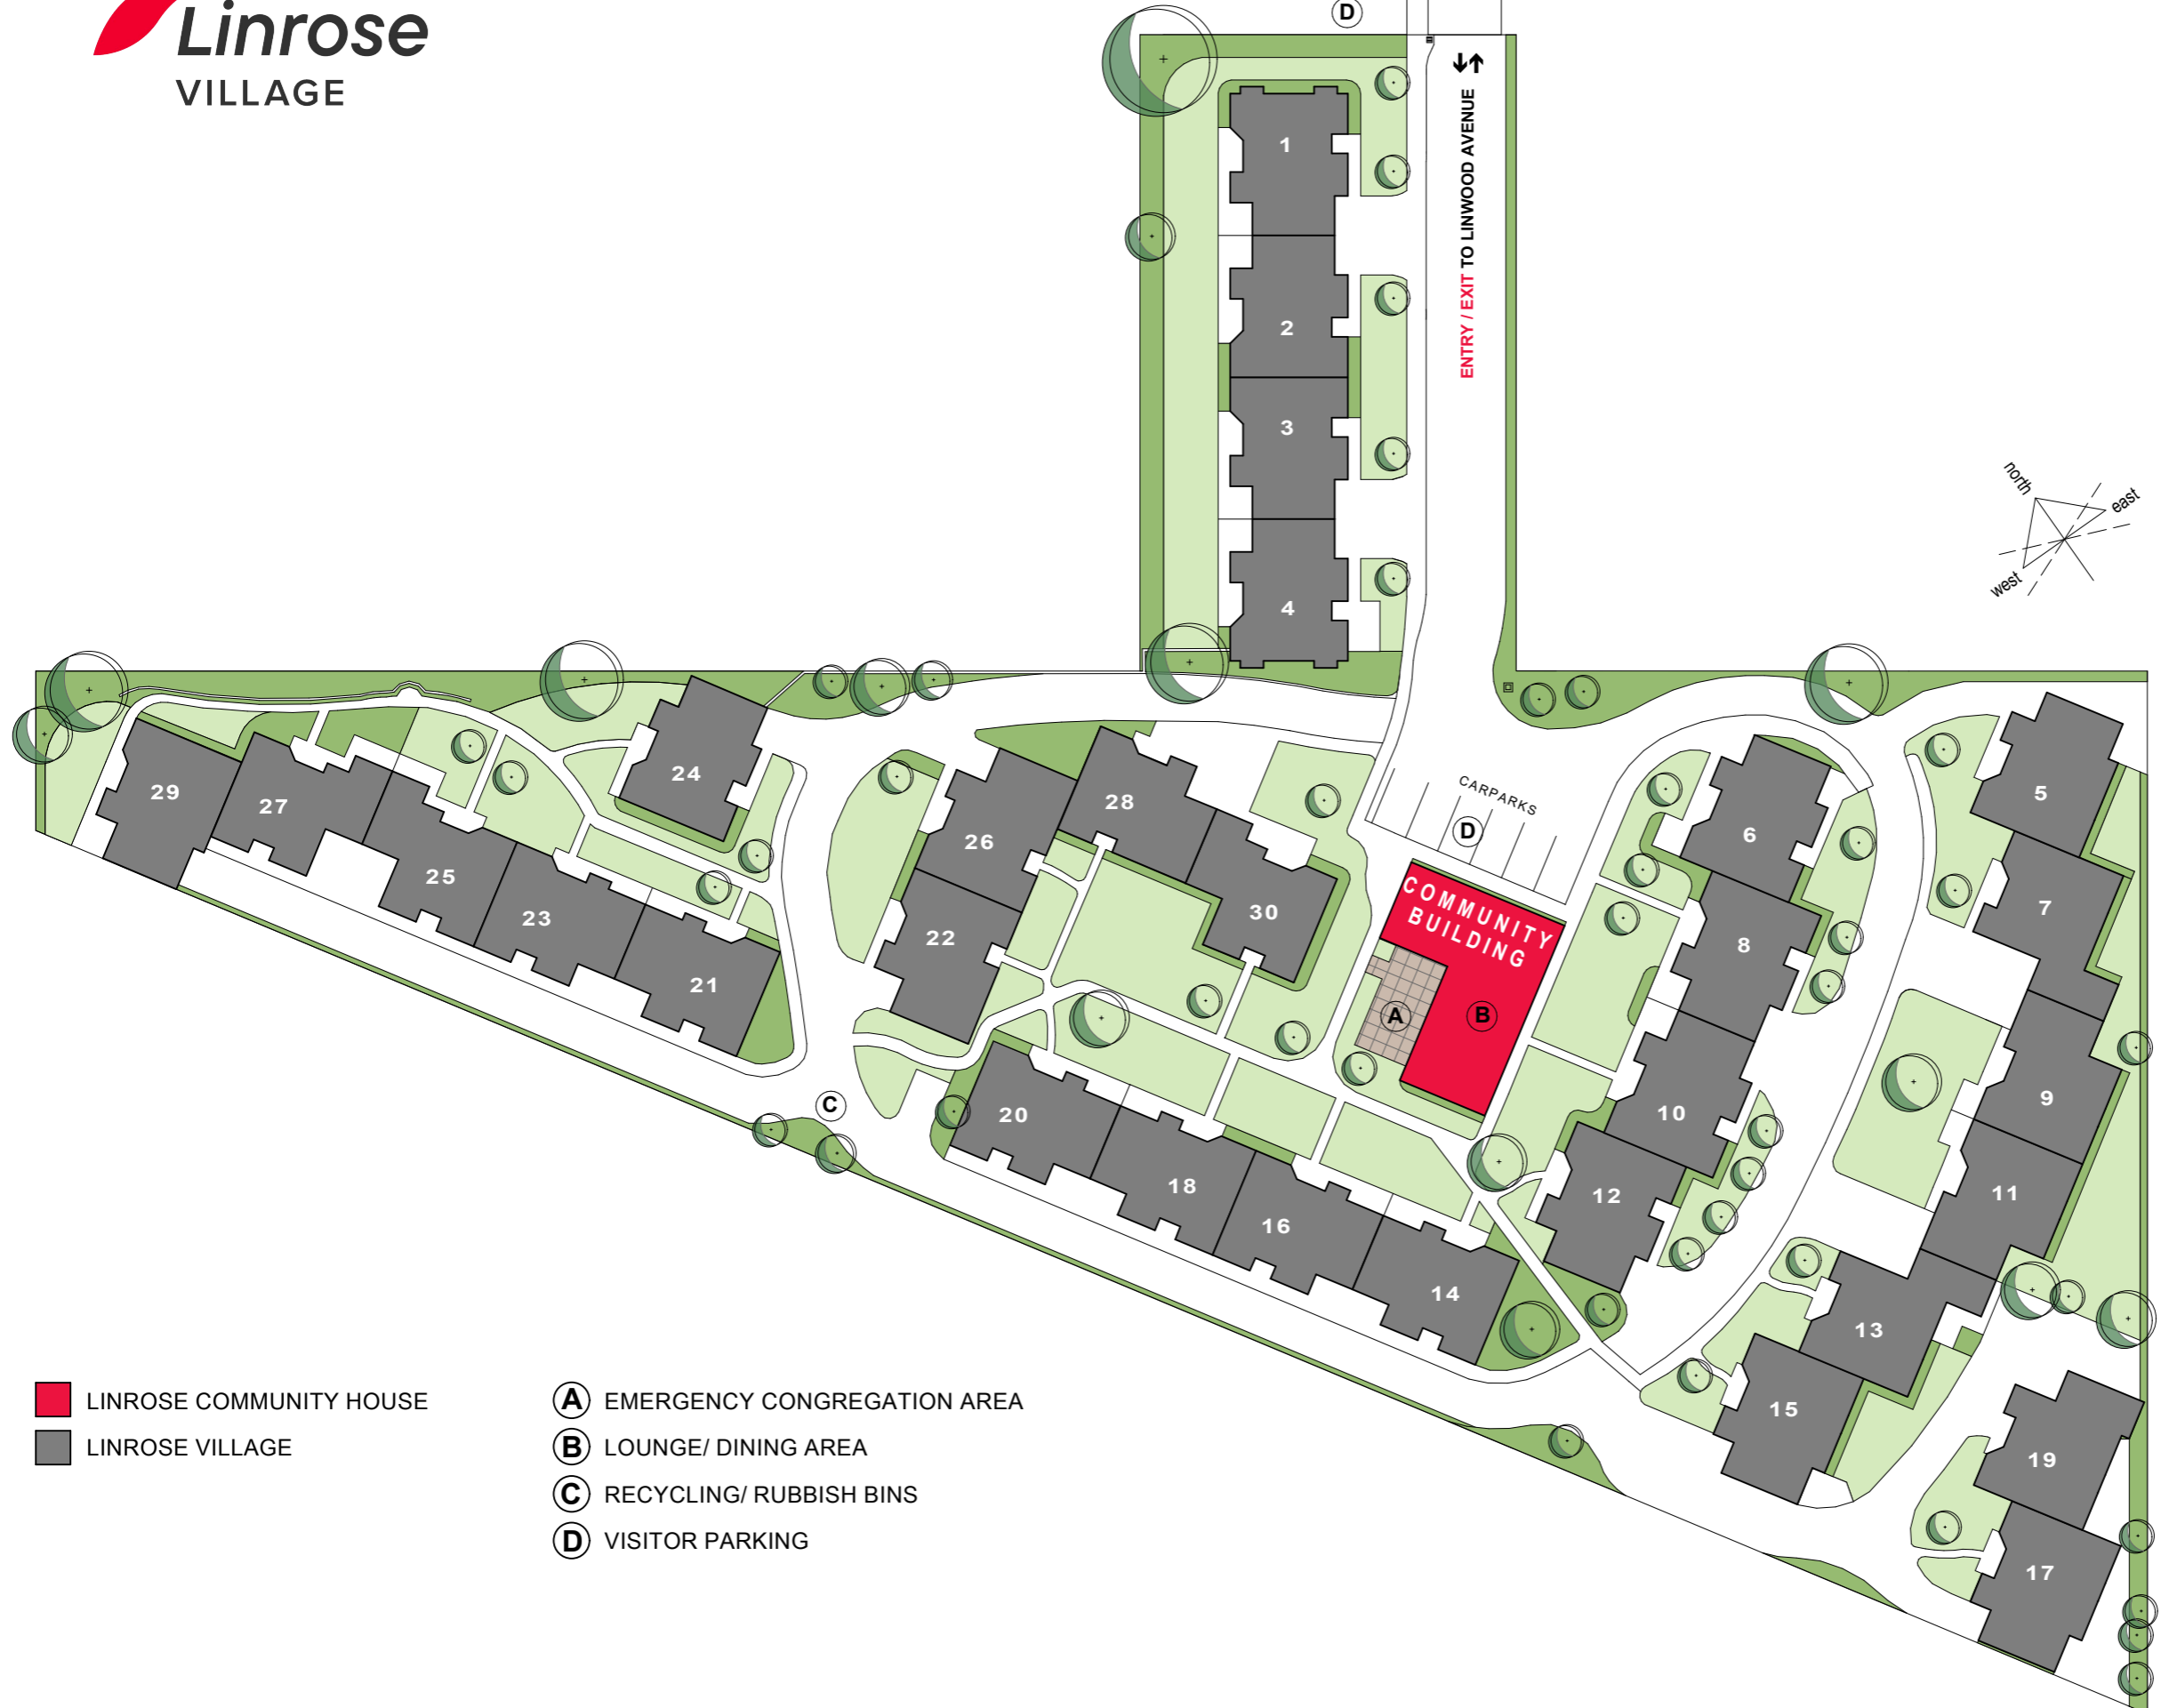 Linrose
VILLAGE
D
ENTRY / EXIT TO LINWOOD AVENUE
1
2
3
4
north
east
west
29
27
25
23
21
24
26
22
28
30
CARPARKS
D
COMMUNITY
BUILDING
A
B
6
8
10
12
5
7
9
11
13
15
19
17
C
20
18
16
14
LINROSE COMMUNITY HOUSE
LINROSE VILLAGE
A EMERGENCY CONGREGATION AREA
B LOUNGE/ DINING AREA
C RECYCLING/ RUBBISH BINS
D VISITOR PARKING